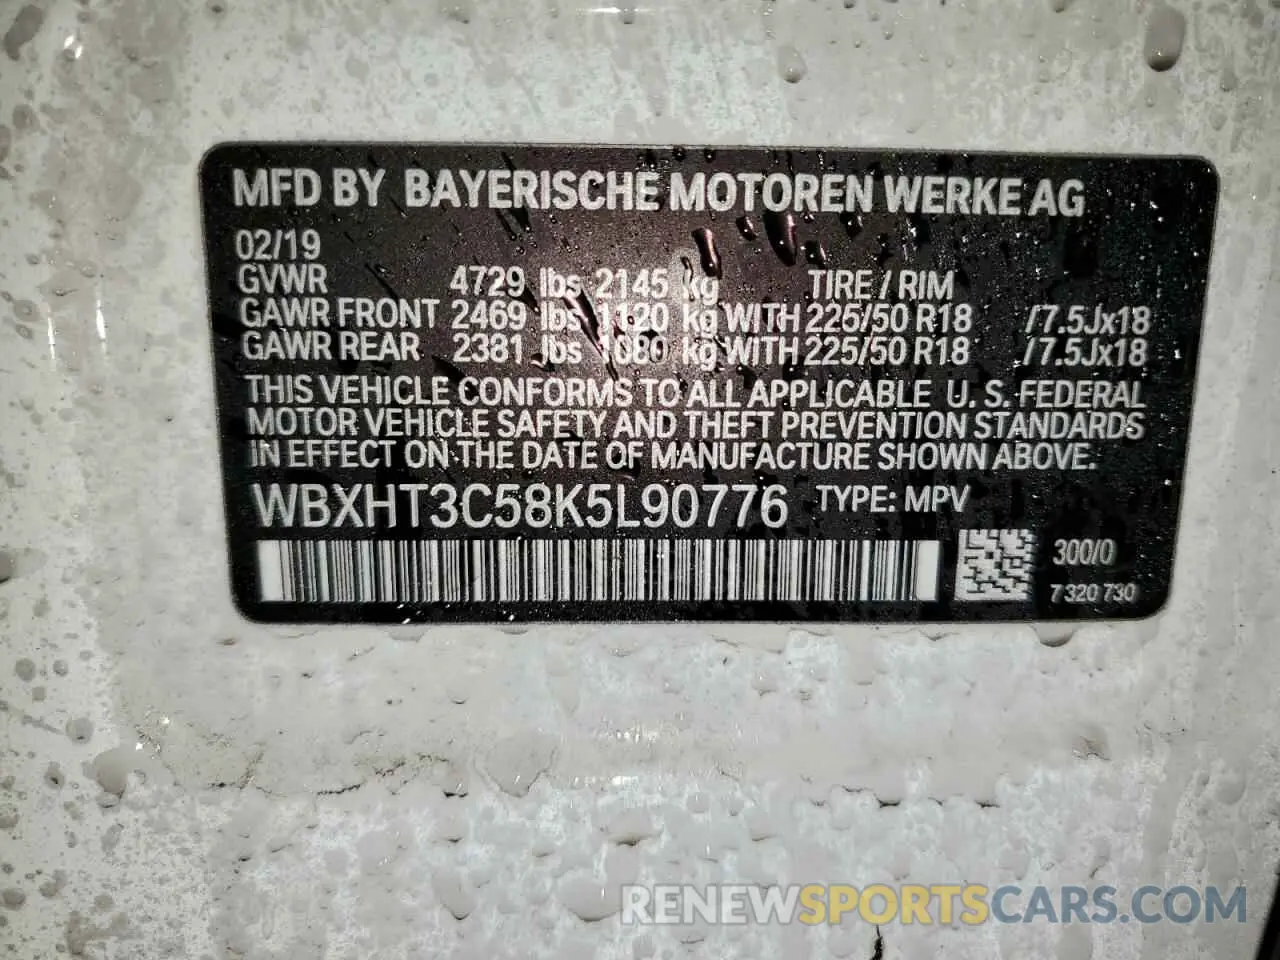 MFD BY BAYERISCHE MOTOREN WERKE AG
02/19
GVWR 4729 lbs 2145 kg TIRE / RIM
GAWR FRONT 2469 lbs 1120 kg WITH 225/50 R18 /7.5Jx18
GAWR REAR 2381 lbs 1080 kg WITH 225/50 R18 /7.5Jx18
THIS VEHICLE CONFORMS TO ALL APPLICABLE U. S. FEDERAL
MOTOR VEHICLE SAFETY AND THEFT PREVENTION STANDARDS
IN EFFECT ON THE DATE OF MANUFACTURE SHOWN ABOVE.
WBXHT3C58K5L90776 TYPE: MPV
300/0
7 320 730
RENEWSPORTSCARS.COM